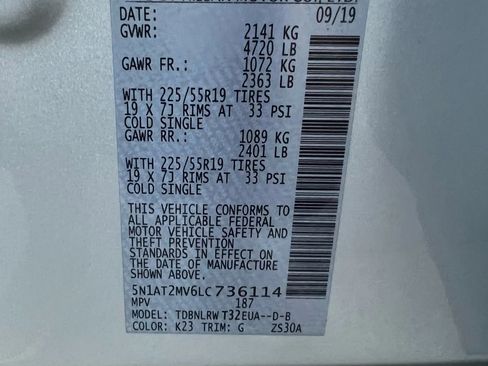 NISSAN MOTOR CO., LTD.
DATE: 09/19
GVWR: 2141 KG
4720 LB
GAWR FR.: 1072 KG
2363 LB
WITH 225/55R19 TIRES
19 X 7J RIMS AT 33 PSI
COLD SINGLE
GAWR RR.: 1089 KG
2401 LB
WITH 225/55R19 TIRES
19 X 7J RIMS AT 33 PSI
COLD SINGLE
THIS VEHICLE CONFORMS TO
ALL APPLICABLE FEDERAL
MOTOR VEHICLE SAFETY AND
THEFT PREVENTION
STANDARDS IN EFFECT ON
THE DATE OF MANUFACTURE
SHOWN ABOVE.
5N1AT2MV6LC736114
MPV 187
MODEL: TDBNLRW T32EUA--D-B
COLOR: K23 TRIM: G ZS30A